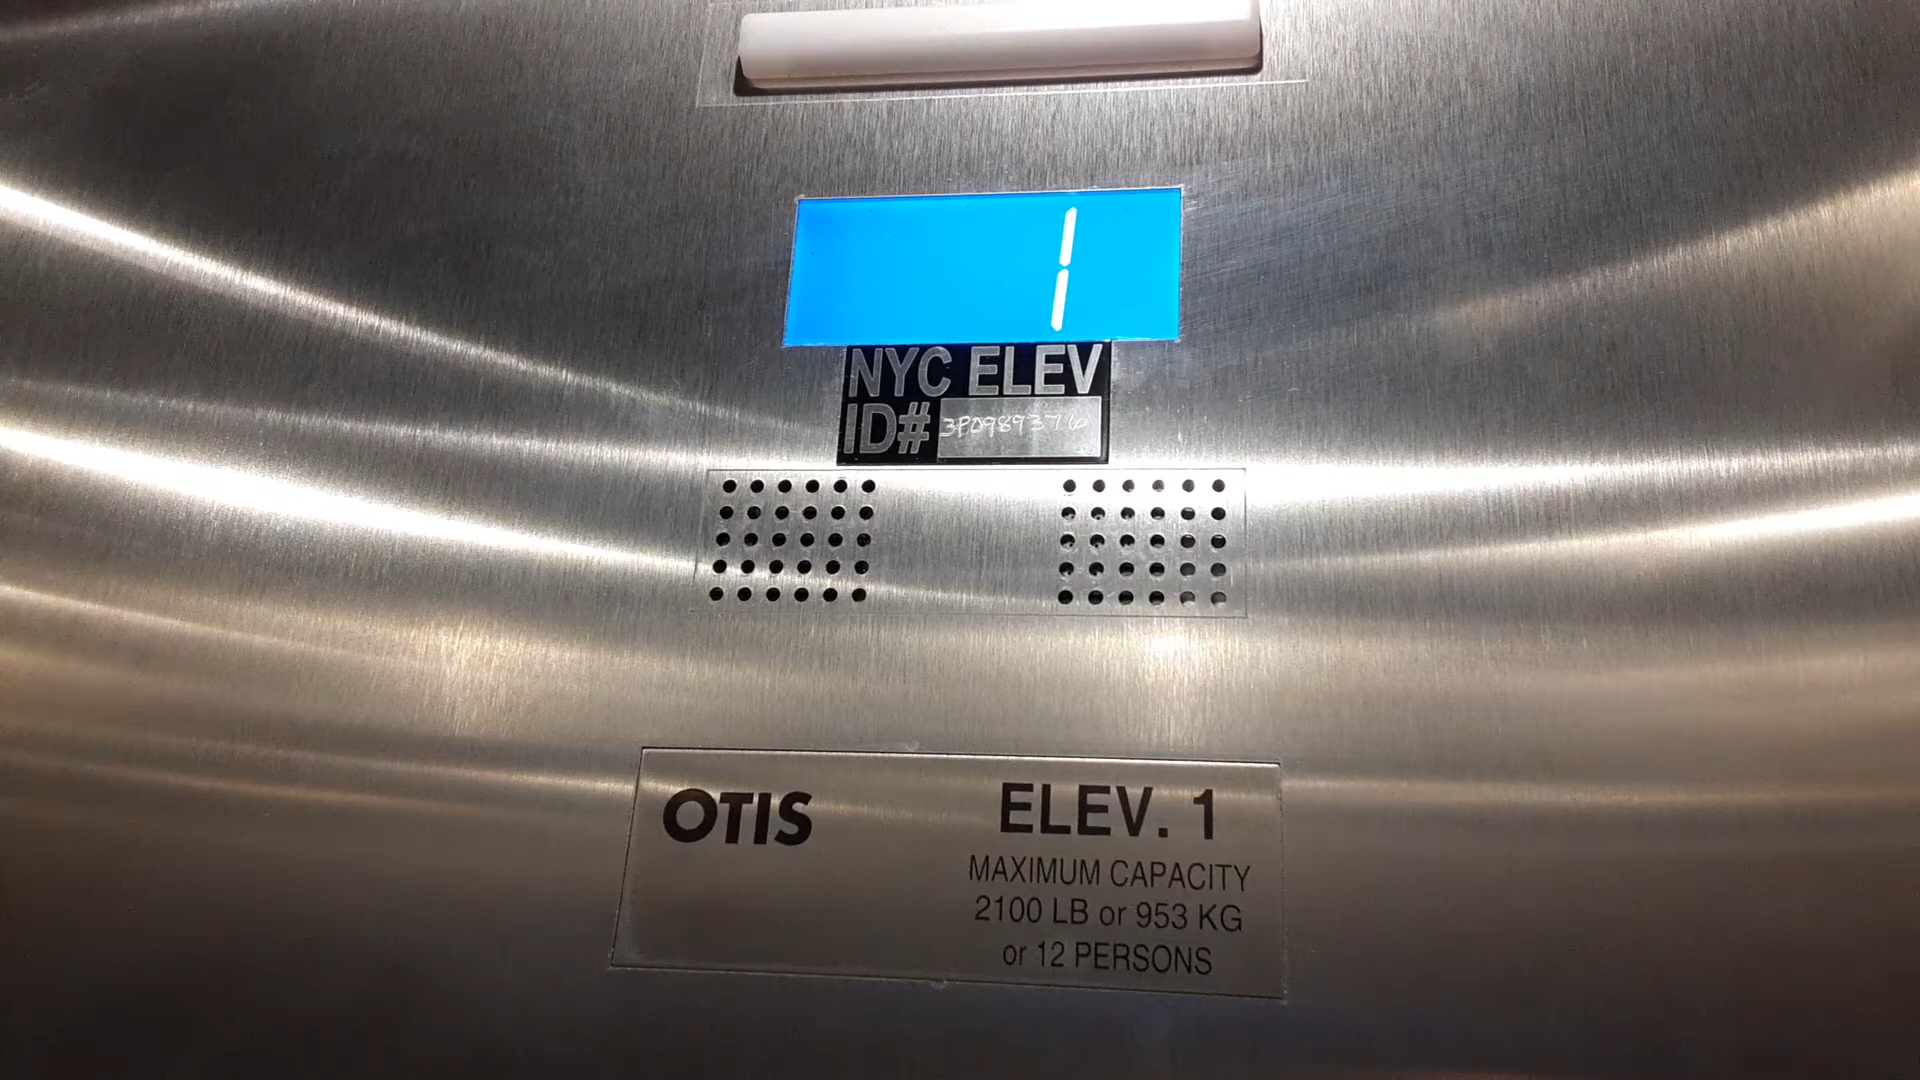 1
NYC ELEV
ID# 3P0989376
OTIS
ELEV. 1
MAXIMUM CAPACITY
2100 LB or 953 KG
or 12 PERSONS